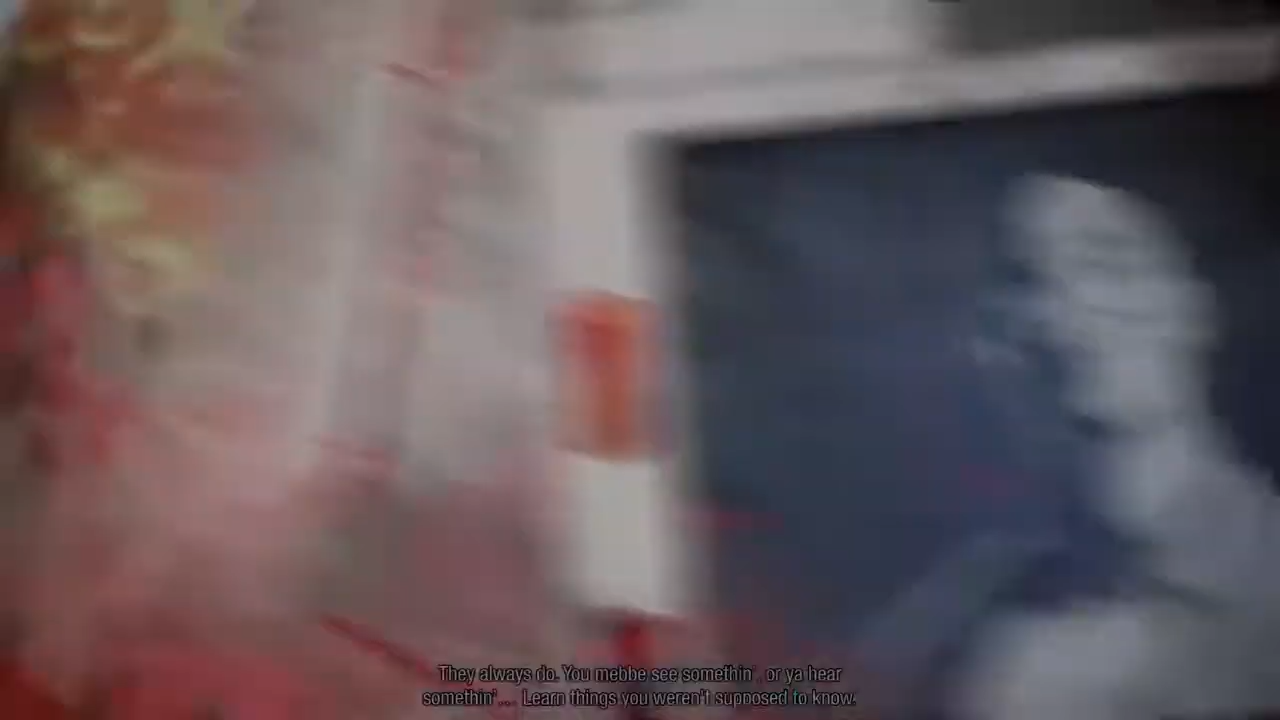 They always do. You mebbe see somethin', or ya hear
somethin'... Learn things you weren't supposed to know.